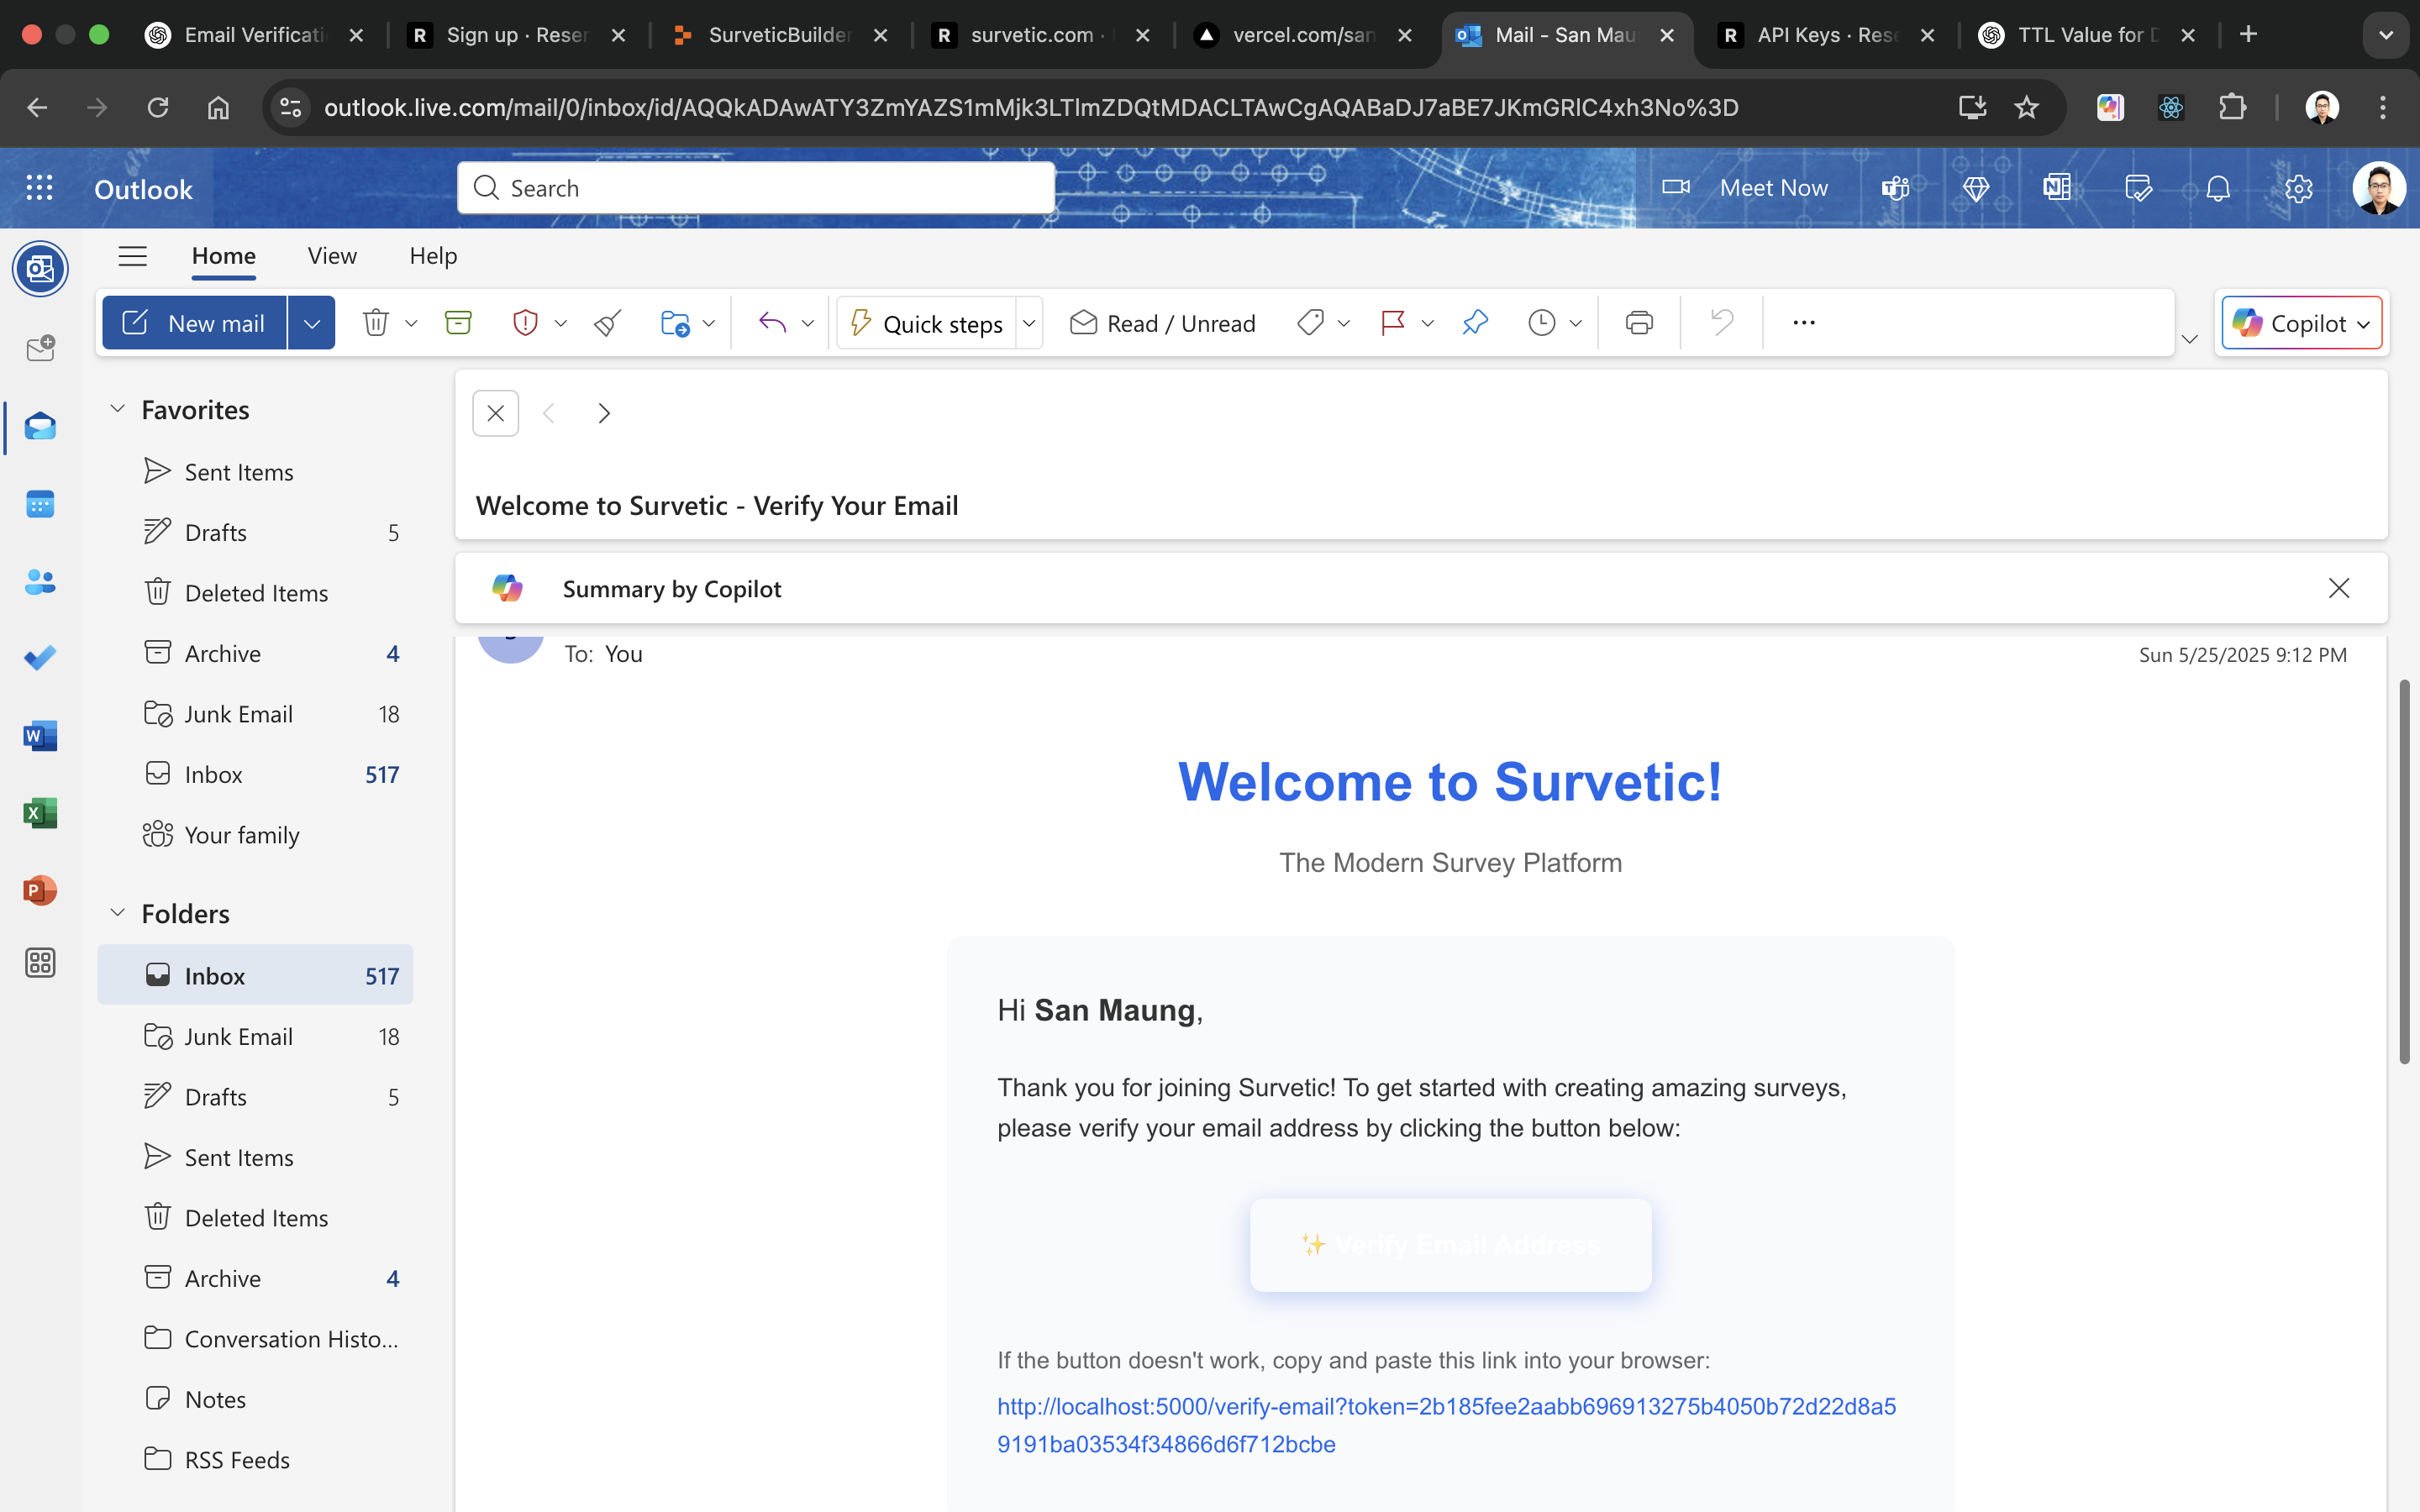 Email Verificati
Sign up · Reser
SurveticBuilder
survetic.com ·
vercel.com/san
Mail - San Mau
API Keys · Res
TTL Value for D
outlook.live.com/mail/0/inbox/id/AQQkADAwATY3ZmYAZS1mMjk3LTlmZDQtMDACLTAwCgAQABaDJ7aBE7JKmGRlC4xh3No%3D
Outlook
Search
Meet Now
Home
View
Help
New mail
Quick steps
Read / Unread
Copilot
Favorites
Sent Items
Drafts 5
Deleted Items
Archive 4
Junk Email 18
Inbox 517
Your family
Folders
Inbox 517
Junk Email 18
Drafts 5
Sent Items
Deleted Items
Archive 4
Conversation Histo...
Notes
RSS Feeds
Welcome to Survetic - Verify Your Email
Summary by Copilot
To: You
Sun 5/25/2025 9:12 PM
Welcome to Survetic!
The Modern Survey Platform
Hi San Maung,
Thank you for joining Survetic! To get started with creating amazing surveys,
please verify your email address by clicking the button below:
✨ Verify Email Address
If the button doesn't work, copy and paste this link into your browser:
http://localhost:5000/verify-email?token=2b185fee2aabb696913275b4050b72d22d8a5
9191ba03534f34866d6f712bcbe